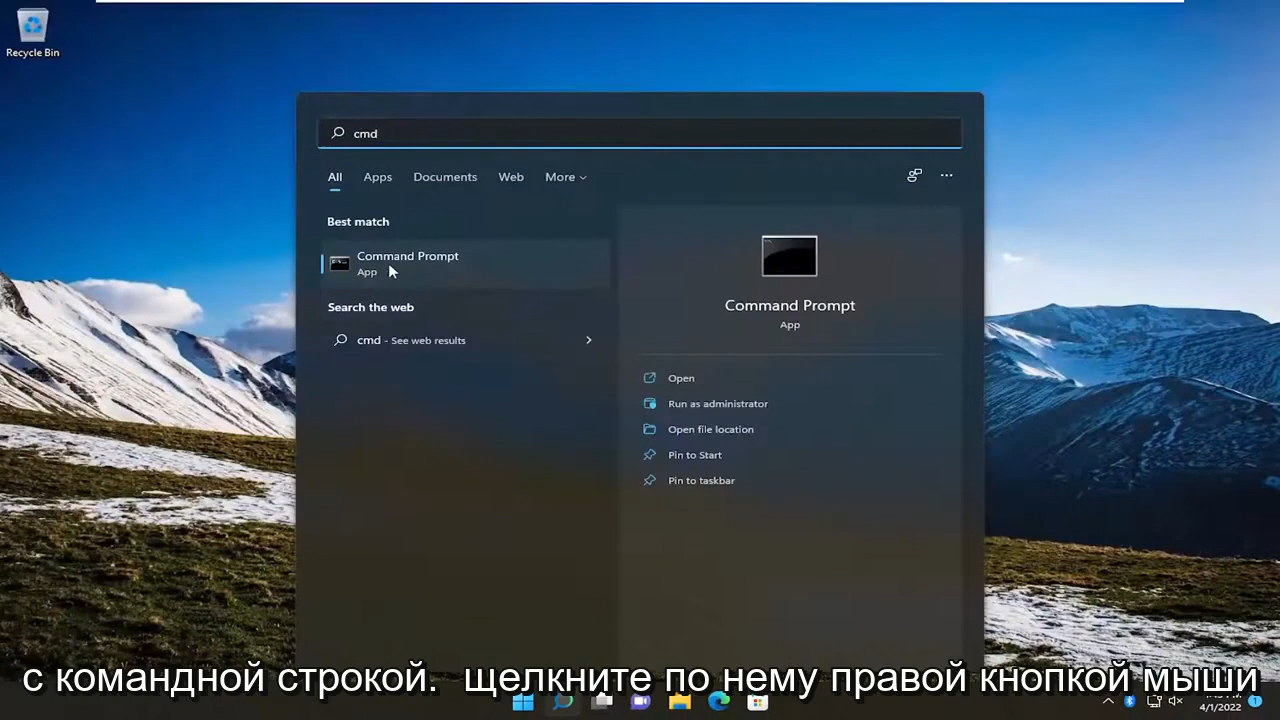 Recycle Bin
cmd
All Apps Documents Web More
Best match
Command Prompt
App
Search the web
cmd - See web results
Command Prompt
App
Open
Run as administrator
Open file location
Pin to Start
Pin to taskbar
с командной строкой. щелкните по нему правой кнопкой мыши
4/1/2022
1